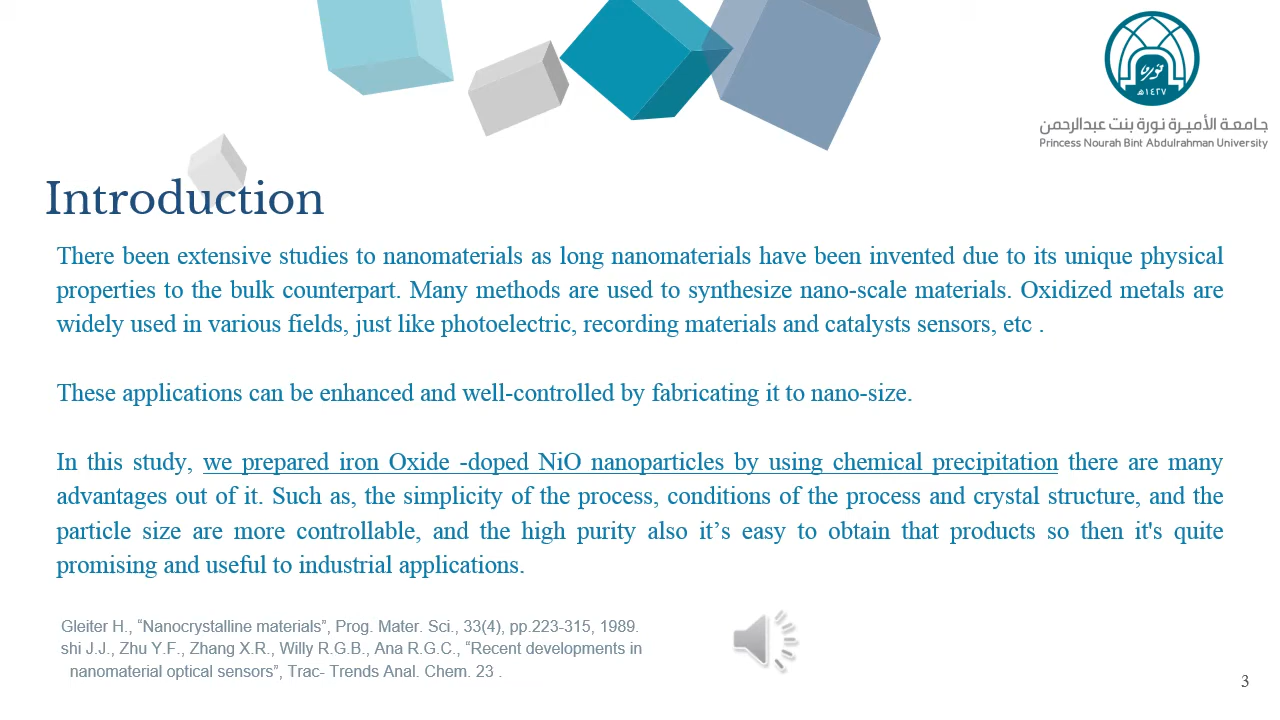 فورة
١٤٢٧هـ
جامعة الأميرة نورة بنت عبدالرحمن
Princess Nourah Bint Abdulrahman University
Introduction
There been extensive studies to nanomaterials as long nanomaterials have been invented due to its unique physical
properties to the bulk counterpart. Many methods are used to synthesize nano-scale materials. Oxidized metals are
widely used in various fields, just like photoelectric, recording materials and catalysts sensors, etc .
These applications can be enhanced and well-controlled by fabricating it to nano-size.
In this study, we prepared iron Oxide -doped NiO nanoparticles by using chemical precipitation there are many
advantages out of it. Such as, the simplicity of the process, conditions of the process and crystal structure, and the
particle size are more controllable, and the high purity also it’s easy to obtain that products so then it's quite
promising and useful to industrial applications.
Gleiter H., “Nanocrystalline materials”, Prog. Mater. Sci., 33(4), pp.223-315, 1989.
shi J.J., Zhu Y.F., Zhang X.R., Willy R.G.B., Ana R.G.C., “Recent developments in
nanomaterial optical sensors”, Trac- Trends Anal. Chem. 23 .
3